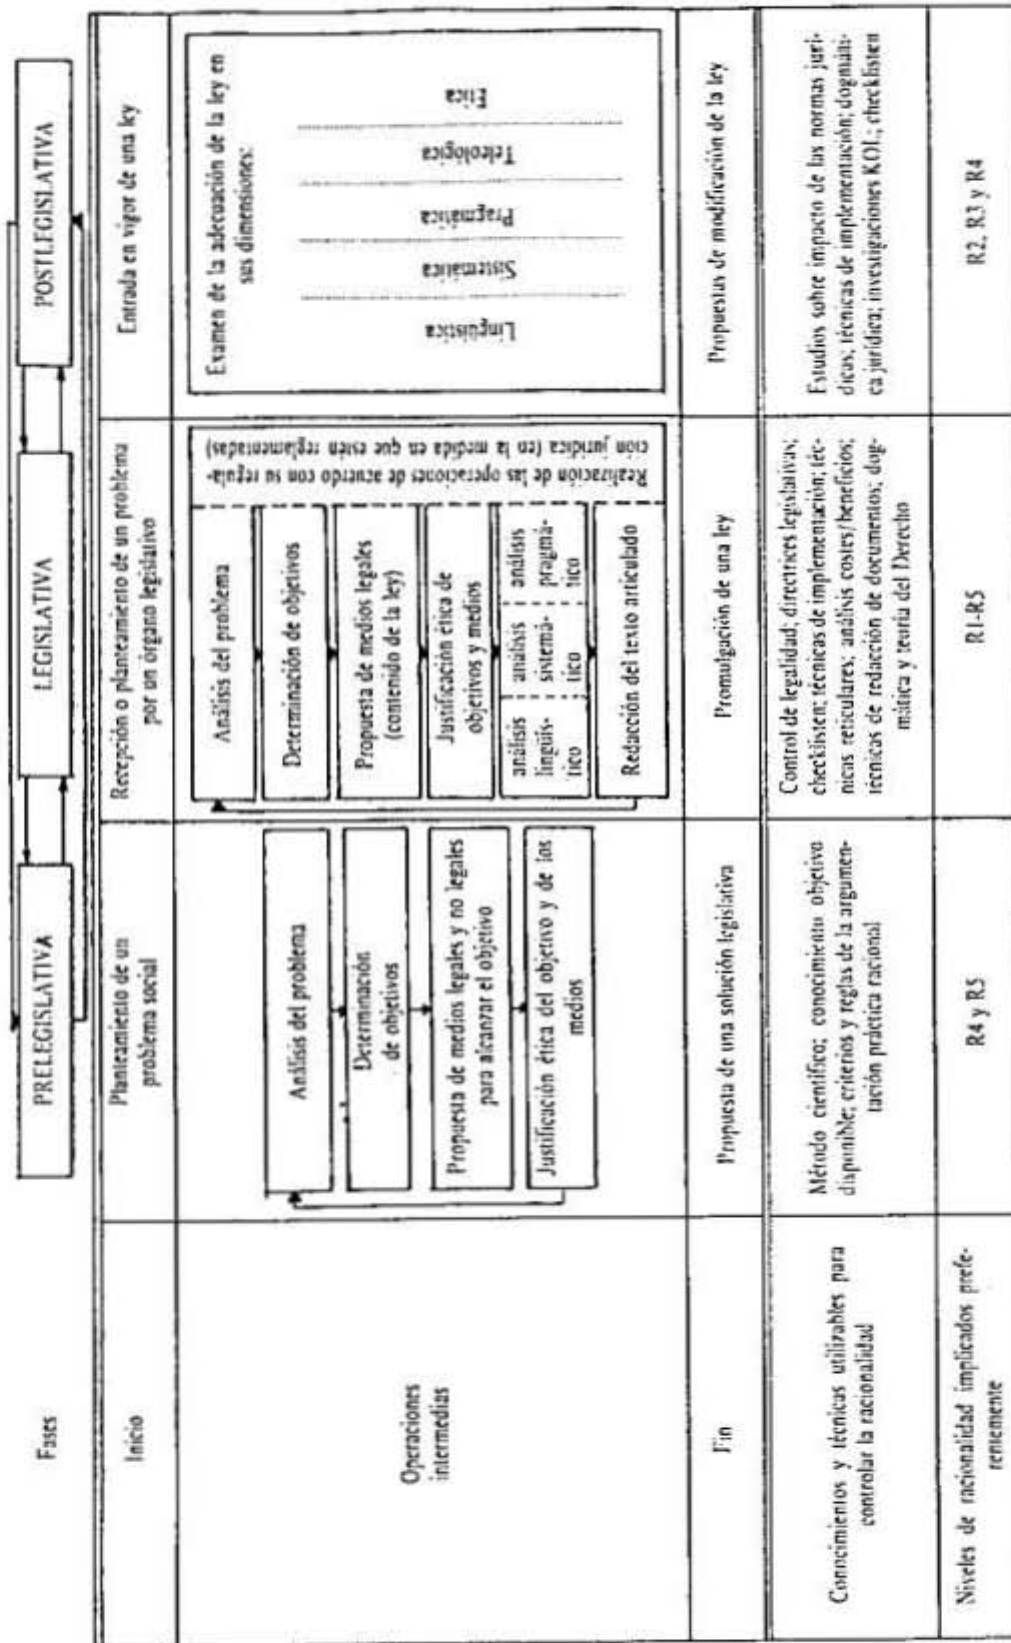 Fases
PRELEGISLATIVA
LEGISLATIVA
POSTLEGISLATIVA
Inicio
Planteamiento de un
problema social
Recepción o planteamiento de un problema
por un órgano legislativo
Entrada en vigor de una ley
Operaciones
intermedias
Análisis del problema
Determinación
de objetivos
Propuesta de medios legales y no legales
para alcanzar el objetivo
Justificación ética del objetivo y de los
medios
Análisis del problema
Determinación de objetivos
Propuesta de medios legales
(contenido de la ley)
Justificación ética de
objetivos y medios
análisis
lingüís-
tico
análisis
sistemá-
tico
análisis
pragmá-
tico
Redacción del texto articulado
Realización de las operaciones de acuerdo con su regula-
ción jurídica (en la medida en que estén reglamentadas)
Examen de la adecuación de la ley en
sus dimensiones:
Lingüística
Sistemática
Pragmática
Teleológica
Ética
Fin
Propuesta de una solución legislativa
Promulgación de una ley
Propuestas de modificación de la ley
Conocimientos y técnicas utilizables para
controlar la racionalidad
Método científico; conocimiento objetivo
disponible; criterios y reglas de la argumen-
tación práctica racional
Control de legalidad; directrices legislativas;
checklisten; técnicas de implementación; téc-
nicas reticulares; análisis costes/beneficios;
técnicas de redacción de documentos; dog-
mática y teoría del Derecho
Estudios sobre impacto de las normas jurí-
dicas; técnicas de implementación; dogmáti-
ca jurídica; investigaciones KOL; checklisten
Niveles de racionalidad implicados prefe-
rentemente
R4 y R5
R1-R5
R2, R3 y R4